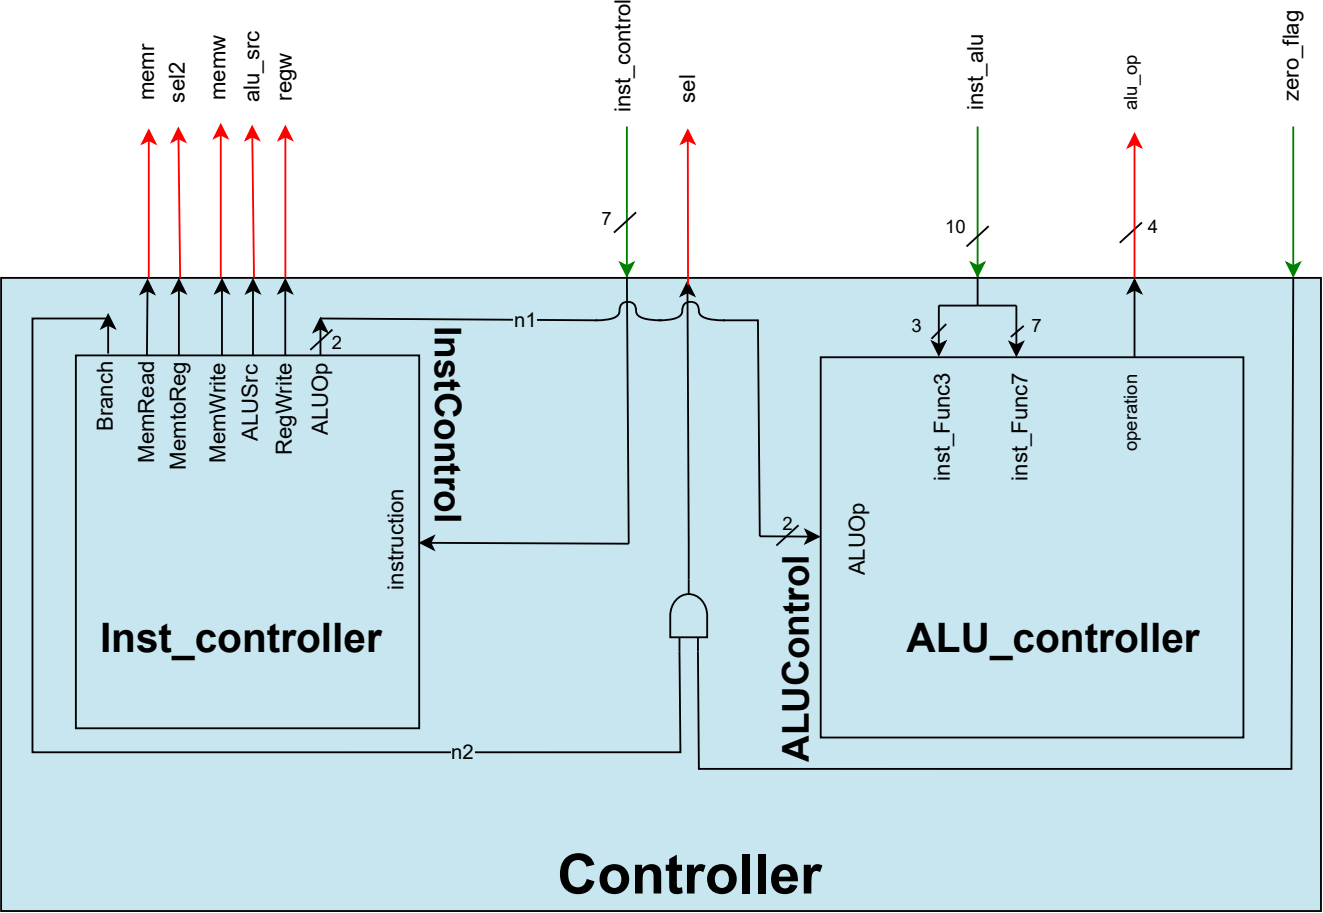 memr
sel2
memw
alu_src
regw
inst_control
sel
inst_alu
alu_op
zero_flag
7
10
4
n1
2
3
7
Branch
MemRead
MemtoReg
MemWrite
ALUSrc
RegWrite
ALUOp
InstControl
inst_Func3
inst_Func7
operation
instruction
2
ALUOp
Inst_controller
ALUControl
ALU_controller
n2
Controller